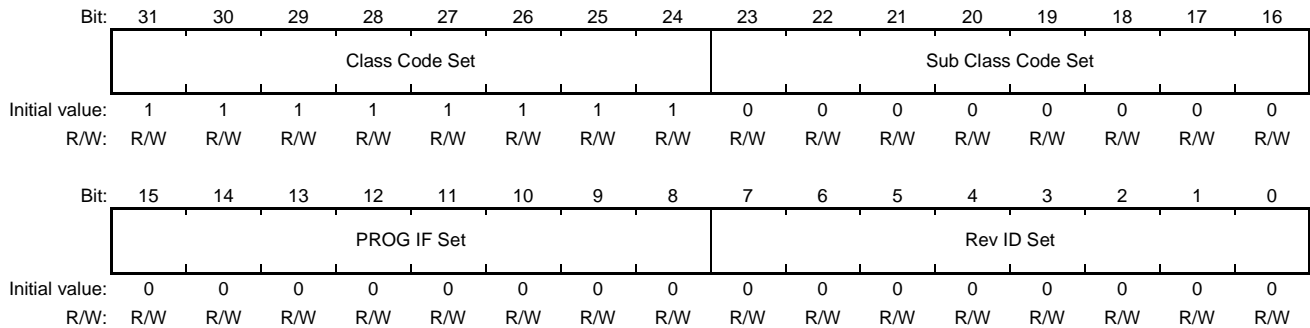 Bit: 31 30 29 28 27 26 25 24 23 22 21 20 19 18 17 16
Class Code Set Sub Class Code Set
Initial value: 1 1 1 1 1 1 1 1 0 0 0 0 0 0 0 0
R/W: R/W R/W R/W R/W R/W R/W R/W R/W R/W R/W R/W R/W R/W R/W R/W R/W
Bit: 15 14 13 12 11 10 9 8 7 6 5 4 3 2 1 0
PROG IF Set Rev ID Set
Initial value: 0 0 0 0 0 0 0 0 0 0 0 0 0 0 0 0
R/W: R/W R/W R/W R/W R/W R/W R/W R/W R/W R/W R/W R/W R/W R/W R/W R/W